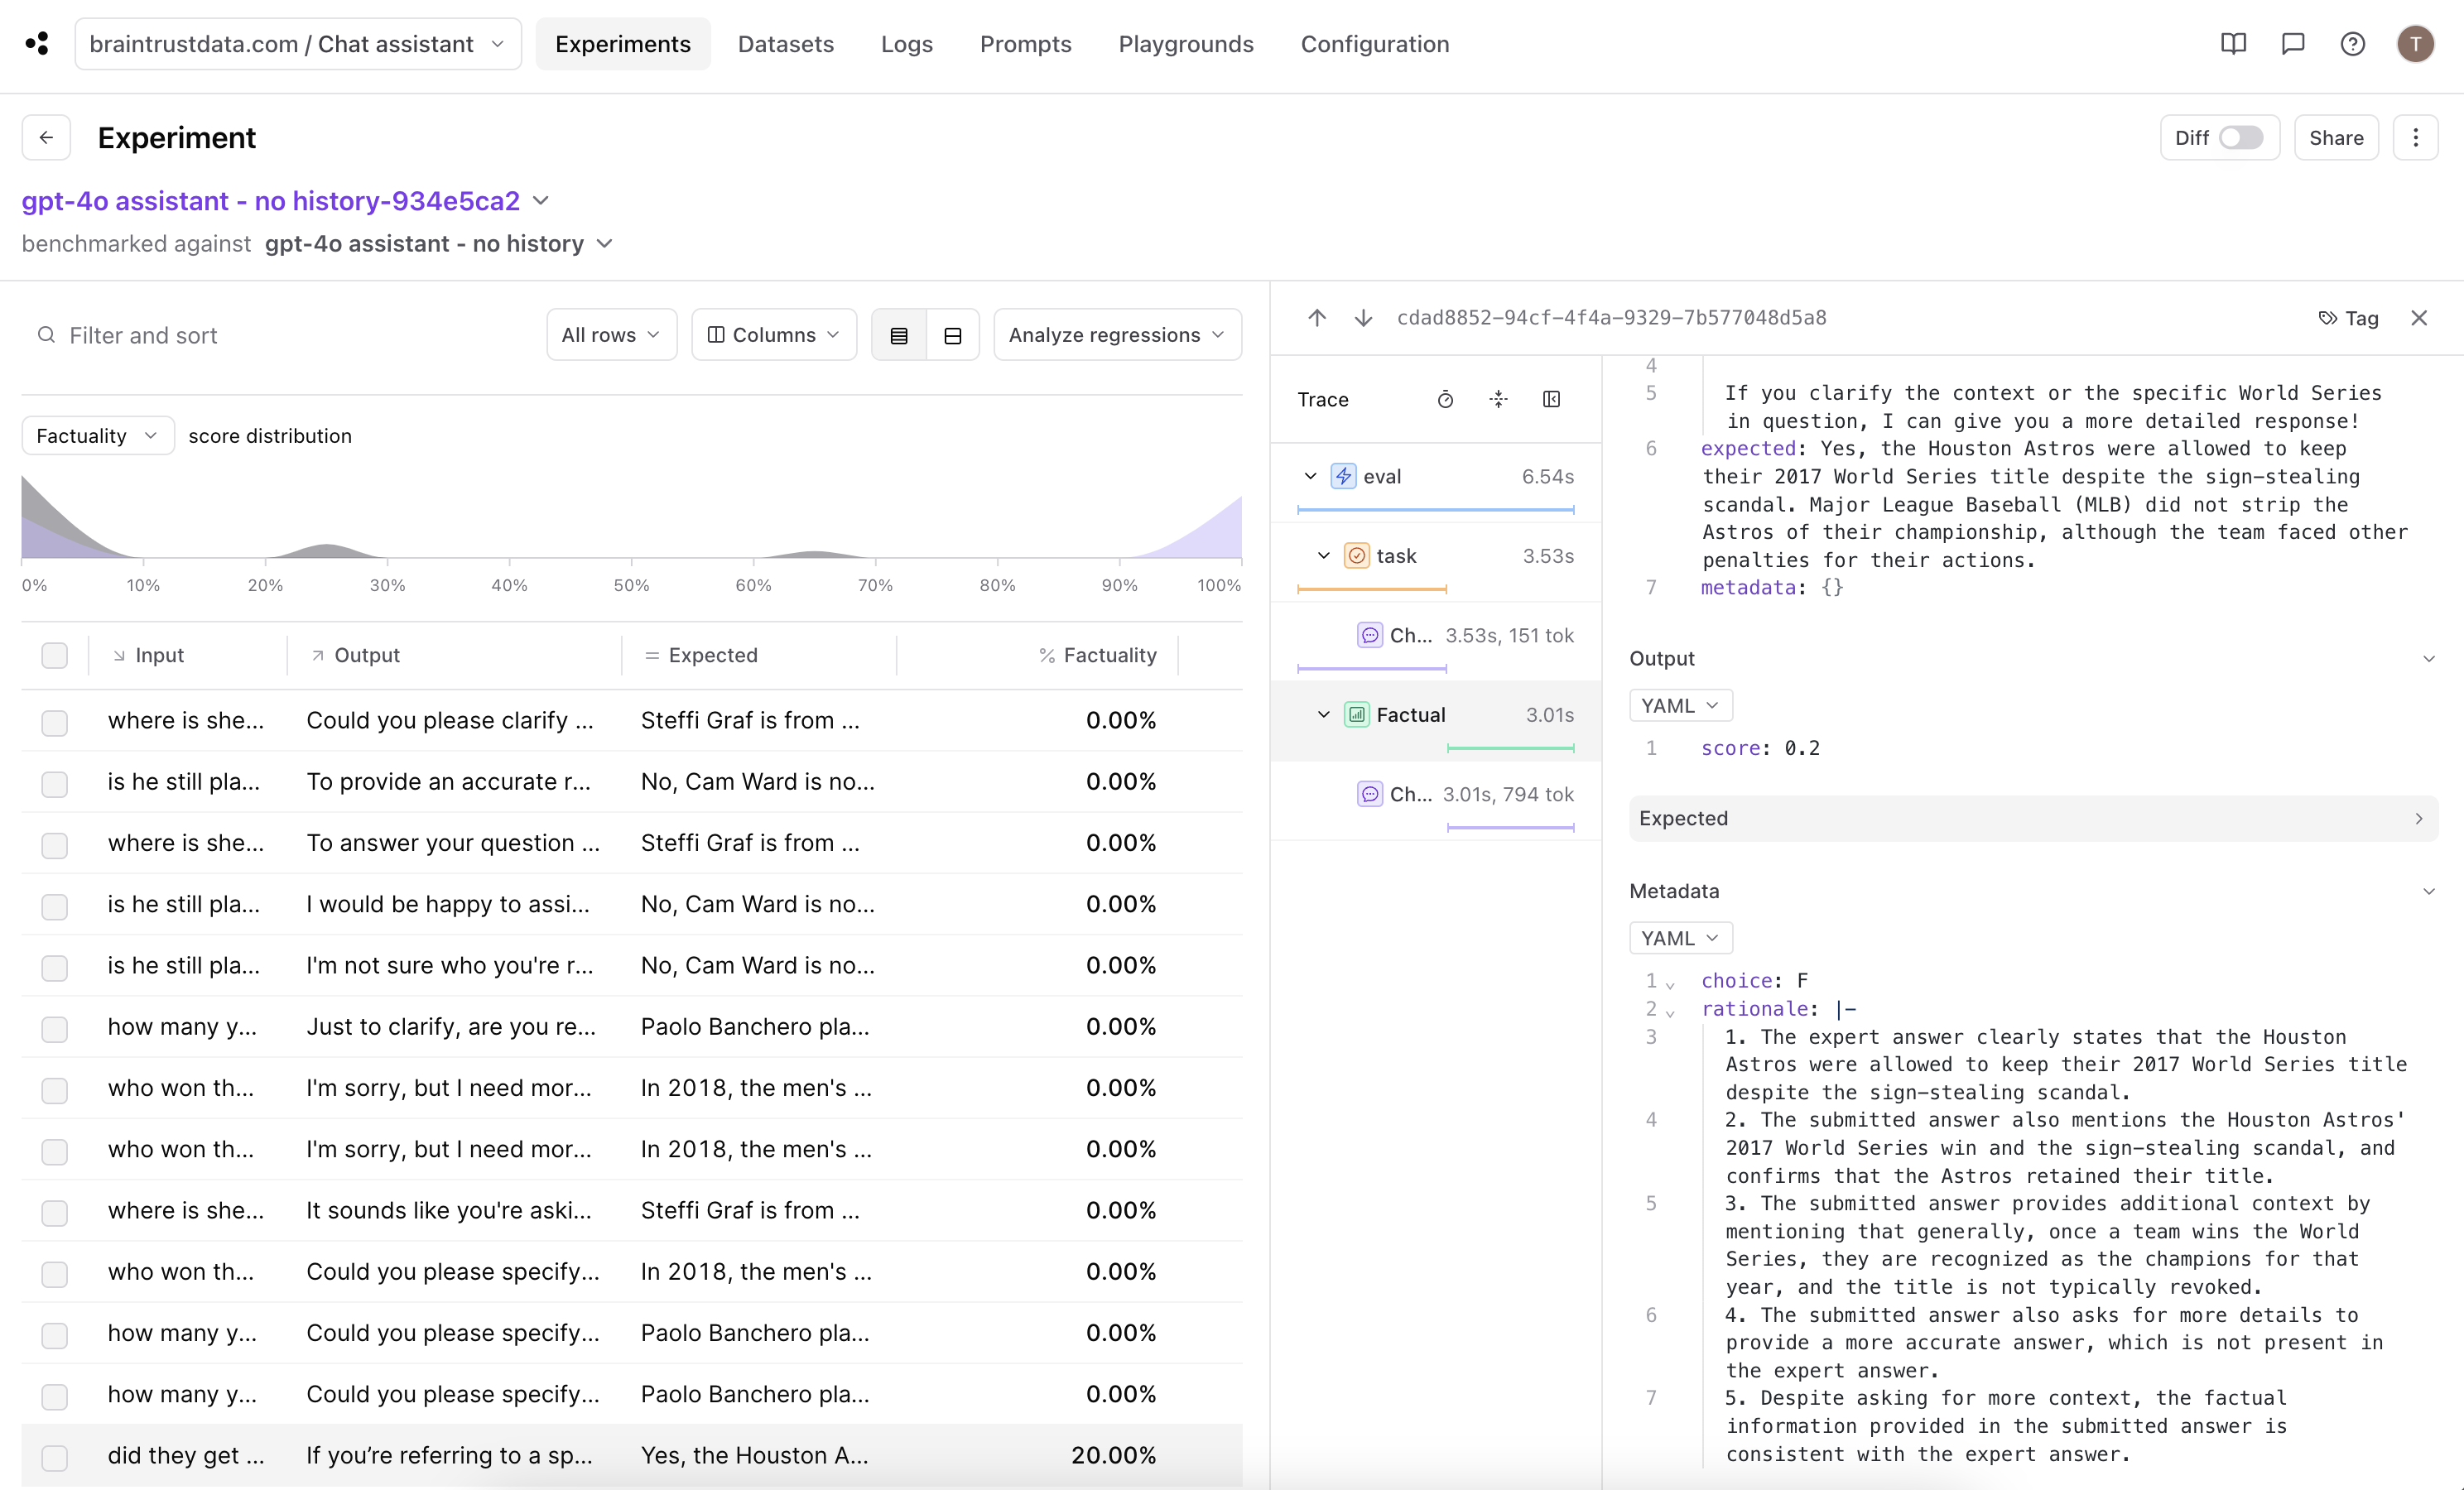 braintrustdata.com / Chat assistant
Experiments
Datasets
Logs
Prompts
Playgrounds
Configuration
T
Experiment
Diff
Share
gpt-4o assistant - no history-934e5ca2
benchmarked against gpt-4o assistant - no history
Filter and sort
All rows
Columns
Analyze regressions
Factuality score distribution
0% 10% 20% 30% 40% 50% 60% 70% 80% 90% 100%
Input Output = Expected % Factuality
where is she... Could you please clarify ... Steffi Graf is from ... 0.00%
is he still pla... To provide an accurate r... No, Cam Ward is no... 0.00%
where is she... To answer your question ... Steffi Graf is from ... 0.00%
is he still pla... I would be happy to assi... No, Cam Ward is no... 0.00%
is he still pla... I'm not sure who you're r... No, Cam Ward is no... 0.00%
how many y... Just to clarify, are you re... Paolo Banchero pla... 0.00%
who won th... I'm sorry, but I need mor... In 2018, the men's ... 0.00%
who won th... I'm sorry, but I need mor... In 2018, the men's ... 0.00%
where is she... It sounds like you're aski... Steffi Graf is from ... 0.00%
who won th... Could you please specify... In 2018, the men's ... 0.00%
how many y... Could you please specify... Paolo Banchero pla... 0.00%
how many y... Could you please specify... Paolo Banchero pla... 0.00%
did they get ... If you’re referring to a sp... Yes, the Houston A... 20.00%
cdad8852-94cf-4f4a-9329-7b577048d5a8
Tag
Trace
eval 6.54s
task 3.53s
Ch... 3.53s, 151 tok
Factual 3.01s
Ch... 3.01s, 794 tok
4
5 If you clarify the context or the specific World Series
in question, I can give you a more detailed response!
6 expected: Yes, the Houston Astros were allowed to keep
their 2017 World Series title despite the sign-stealing
scandal. Major League Baseball (MLB) did not strip the
Astros of their championship, although the team faced other
penalties for their actions.
7 metadata: {}
Output
YAML
1 score: 0.2
Expected
Metadata
YAML
1 choice: F
2 rationale: |-
3 1. The expert answer clearly states that the Houston
Astros were allowed to keep their 2017 World Series title
despite the sign-stealing scandal.
4 2. The submitted answer also mentions the Houston Astros'
2017 World Series win and the sign-stealing scandal, and
confirms that the Astros retained their title.
5 3. The submitted answer provides additional context by
mentioning that generally, once a team wins the World
Series, they are recognized as the champions for that
year, and the title is not typically revoked.
6 4. The submitted answer also asks for more details to
provide a more accurate answer, which is not present in
the expert answer.
7 5. Despite asking for more context, the factual
information provided in the submitted answer is
consistent with the expert answer.